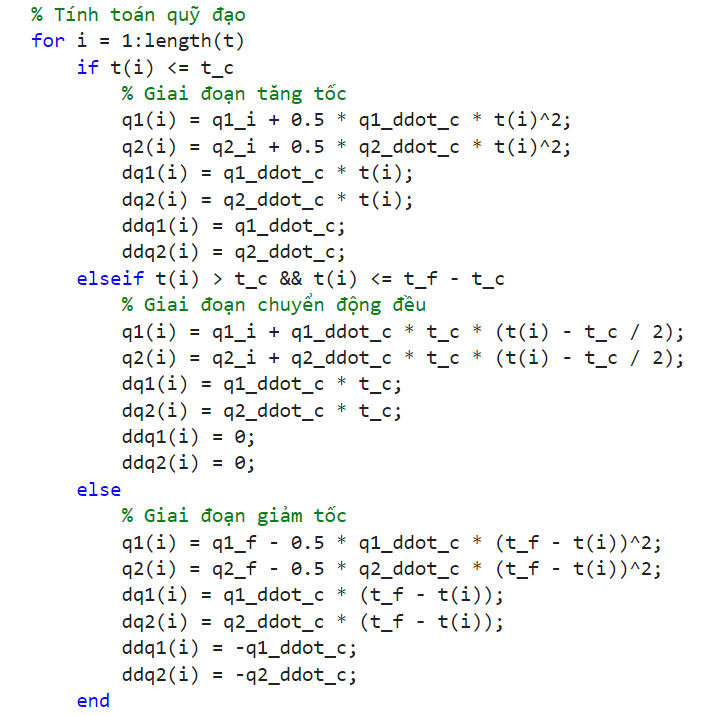 % Tính toán quỹ đạo
for i = 1:length(t)
    if t(i) <= t_c
        % Giai đoạn tăng tốc
        q1(i) = q1_i + 0.5 * q1_ddot_c * t(i)^2;
        q2(i) = q2_i + 0.5 * q2_ddot_c * t(i)^2;
        dq1(i) = q1_ddot_c * t(i);
        dq2(i) = q2_ddot_c * t(i);
        ddq1(i) = q1_ddot_c;
        ddq2(i) = q2_ddot_c;
    elseif t(i) > t_c && t(i) <= t_f - t_c
        % Giai đoạn chuyển động đều
        q1(i) = q1_i + q1_ddot_c * t_c * (t(i) - t_c / 2);
        q2(i) = q2_i + q2_ddot_c * t_c * (t(i) - t_c / 2);
        dq1(i) = q1_ddot_c * t_c;
        dq2(i) = q2_ddot_c * t_c;
        ddq1(i) = 0;
        ddq2(i) = 0;
    else
        % Giai đoạn giảm tốc
        q1(i) = q1_f - 0.5 * q1_ddot_c * (t_f - t(i))^2;
        q2(i) = q2_f - 0.5 * q2_ddot_c * (t_f - t(i))^2;
        dq1(i) = q1_ddot_c * (t_f - t(i));
        dq2(i) = q2_ddot_c * (t_f - t(i));
        ddq1(i) = -q1_ddot_c;
        ddq2(i) = -q2_ddot_c;
    end